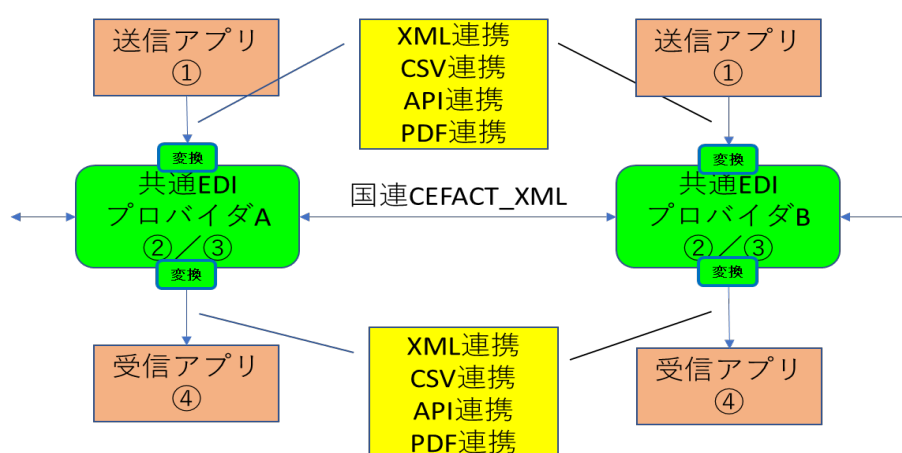 送信アプリ
①
XML連携
CSV連携
API連携
PDF連携
送信アプリ
①
変換
共通EDI
プロバイダA
②／③
変換
国連CEFACT_XML
変換
共通EDI
プロバイダB
②／③
変換
受信アプリ
④
XML連携
CSV連携
API連携
PDF連携
受信アプリ
④